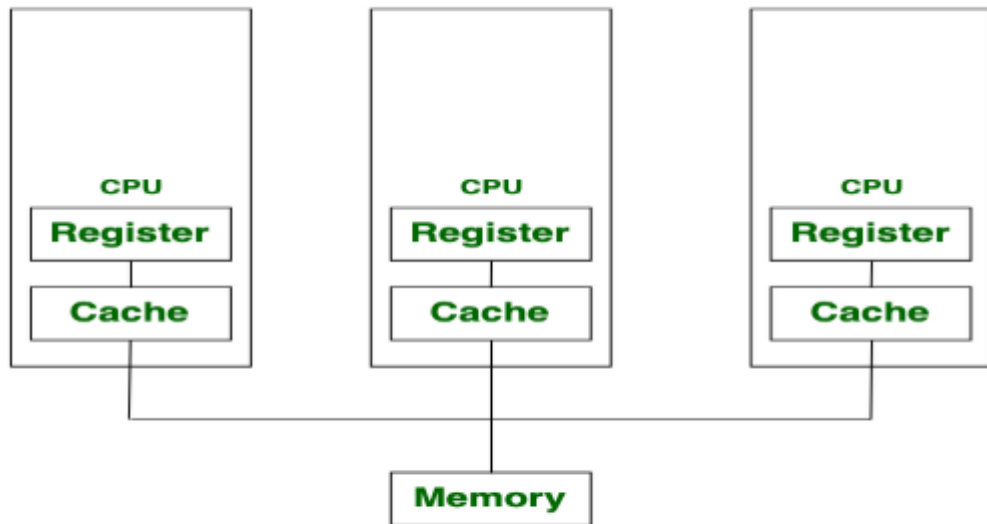 CPU
CPU
CPU
Register
Register
Register
Cache
Cache
Cache
Memory